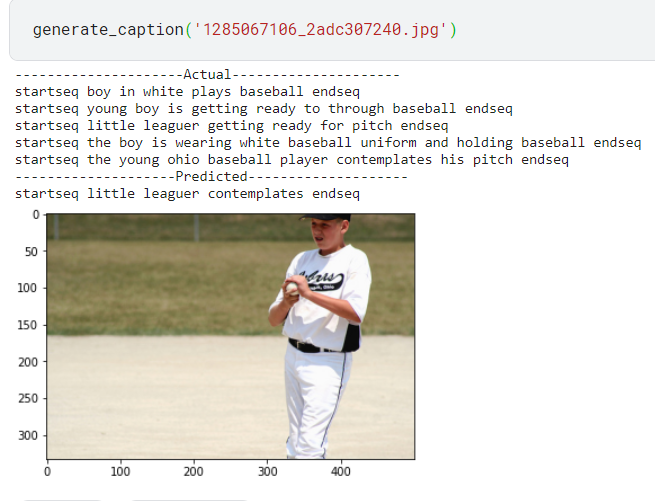 generate_caption('1285067106_2adc307240.jpg')
---------------------Actual---------------------
startseq boy in white plays baseball endseq
startseq young boy is getting ready to through baseball endseq
startseq little leaguer getting ready for pitch endseq
startseq the boy is wearing white baseball uniform and holding baseball endseq
startseq the young ohio baseball player contemplates his pitch endseq
--------------------Predicted--------------------
startseq little leaguer contemplates endseq
0
50
100
150
200
250
300
0 100 200 300 400